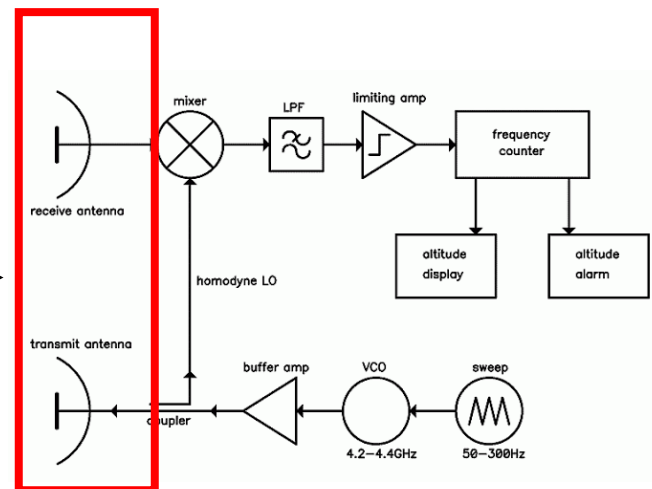 mixer
LPF
limiting amp
frequency
counter
receive antenna
altitude
display
altitude
alarm
homodyne LO
transmit antenna
buffer amp
VCO
sweep
coupler
4.2–4.4GHz
50–300Hz